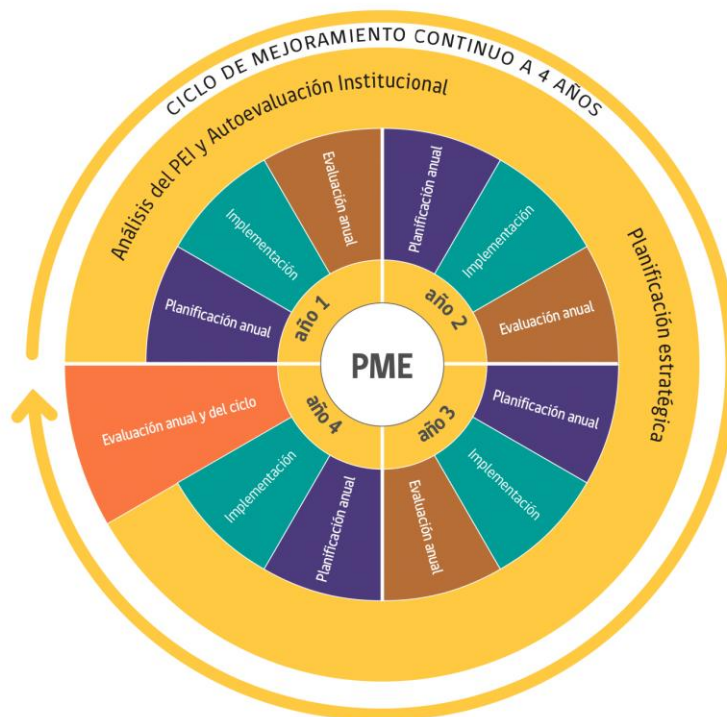 CICLO DE MEJORAMIENTO CONTINUO A 4 AÑOS
Análisis del PEI y Autoevaluación Institucional
Planificación estratégica
PME
año 1
Planificación anual
Implementación
Evaluación anual
año 2
Planificación anual
Implementación
Evaluación anual
año 3
Planificación anual
Implementación
Evaluación anual
año 4
Planificación anual
Implementación
Evaluación anual y del ciclo